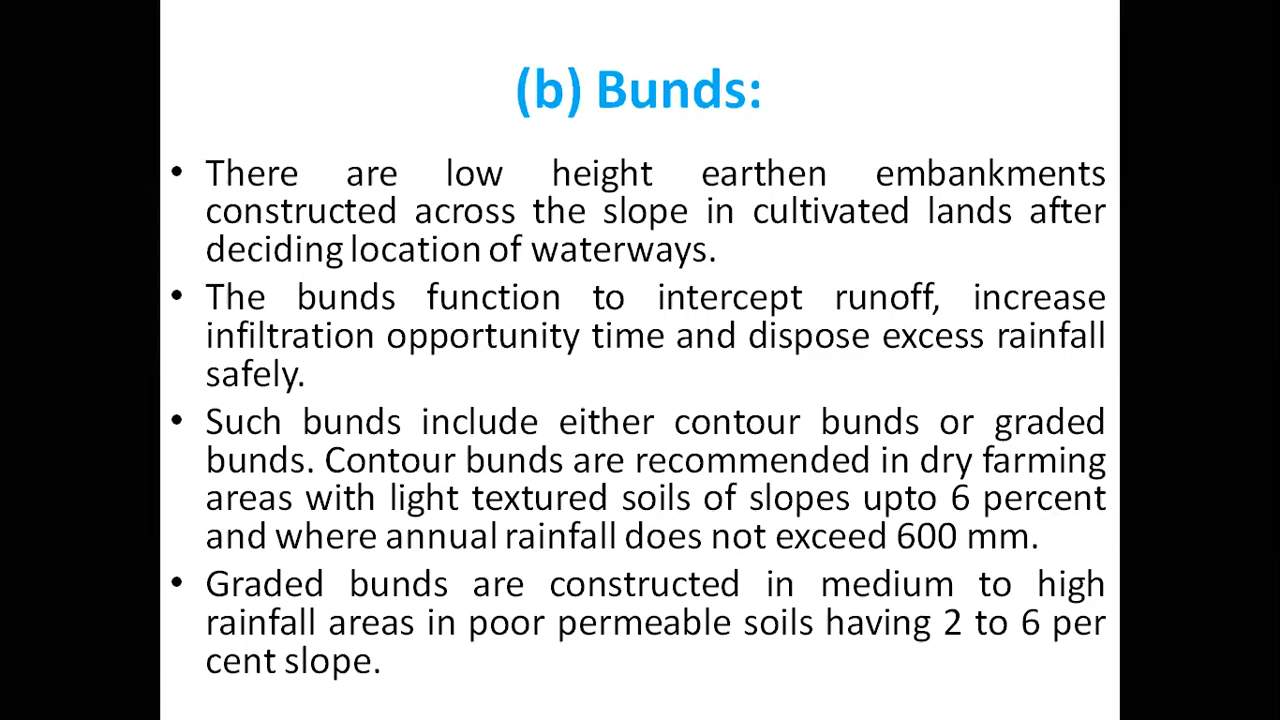 (b) Bunds:
• There are low height earthen embankments
constructed across the slope in cultivated lands after
deciding location of waterways.
• The bunds function to intercept runoff, increase
infiltration opportunity time and dispose excess rainfall
safely.
• Such bunds include either contour bunds or graded
bunds. Contour bunds are recommended in dry farming
areas with light textured soils of slopes upto 6 percent
and where annual rainfall does not exceed 600 mm.
• Graded bunds are constructed in medium to high
rainfall areas in poor permeable soils having 2 to 6 per
cent slope.